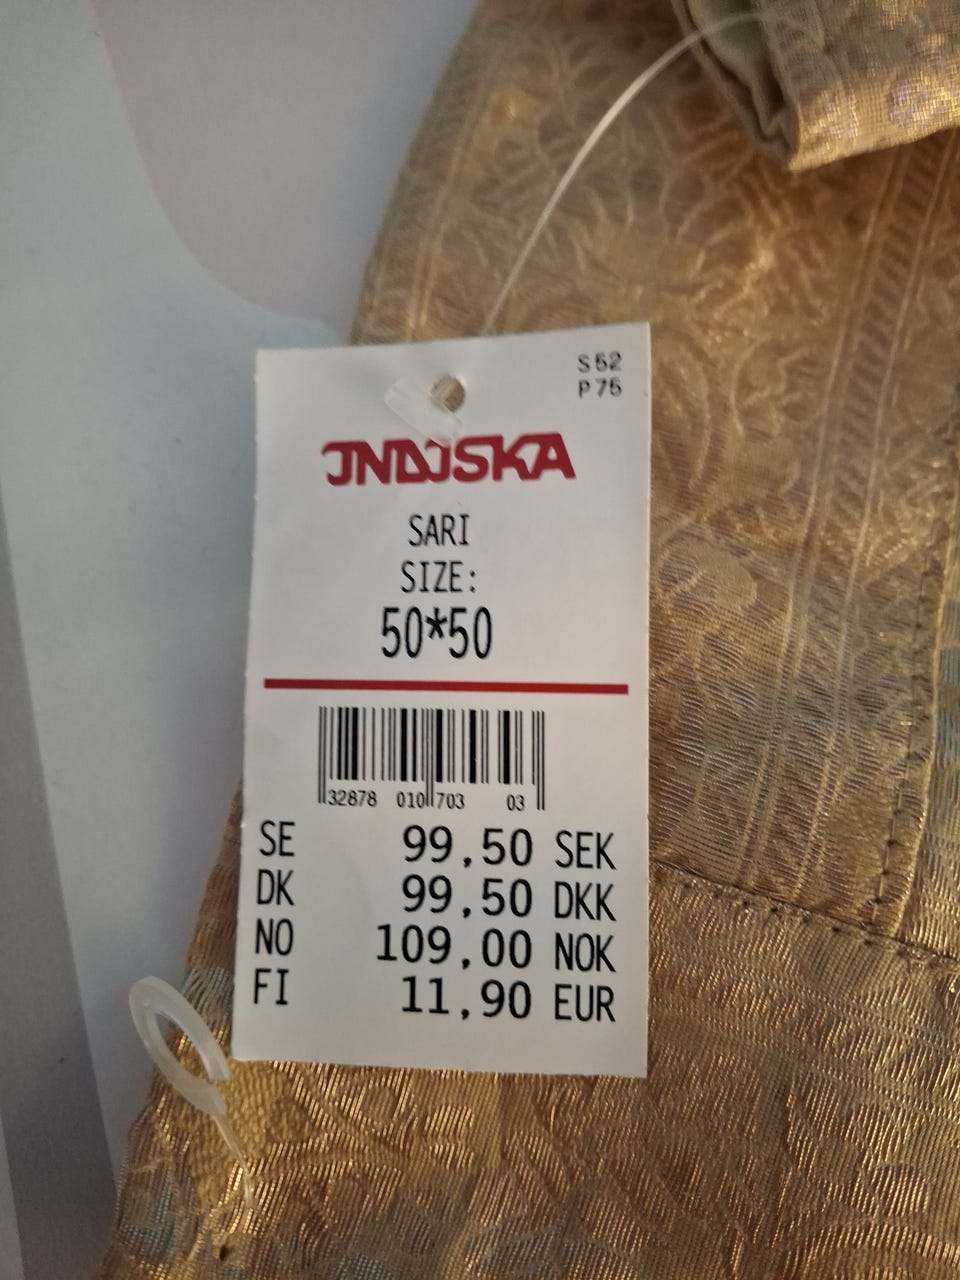 S52
P75
INDISKA
SARI
SIZE:
50*50
32878 010 703 03
SE 99,50 SEK
DK 99,50 DKK
NO 109,00 NOK
FI 11,90 EUR